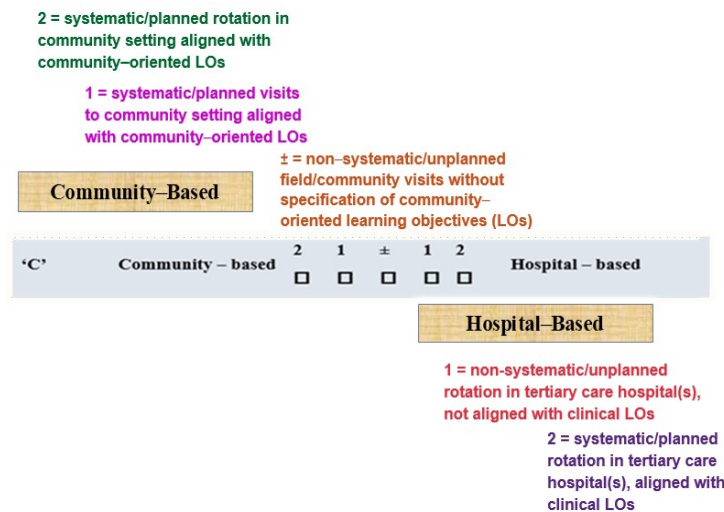 2 = systematic/planned rotation in
community setting aligned with
community–oriented LOs
1 = systematic/planned visits
to community setting aligned
with community–oriented LOs
± = non–systematic/unplanned
field/community visits without
specification of community–
oriented learning objectives (LOs)
Community–Based
2 1 ± 1 2
‘C’ Community – based □ □ □ □ □ Hospital – based
Hospital–Based
1 = non-systematic/unplanned
rotation in tertiary care hospital(s),
not aligned with clinical LOs
2 = systematic/planned
rotation in tertiary care
hospital(s), aligned with
clinical LOs